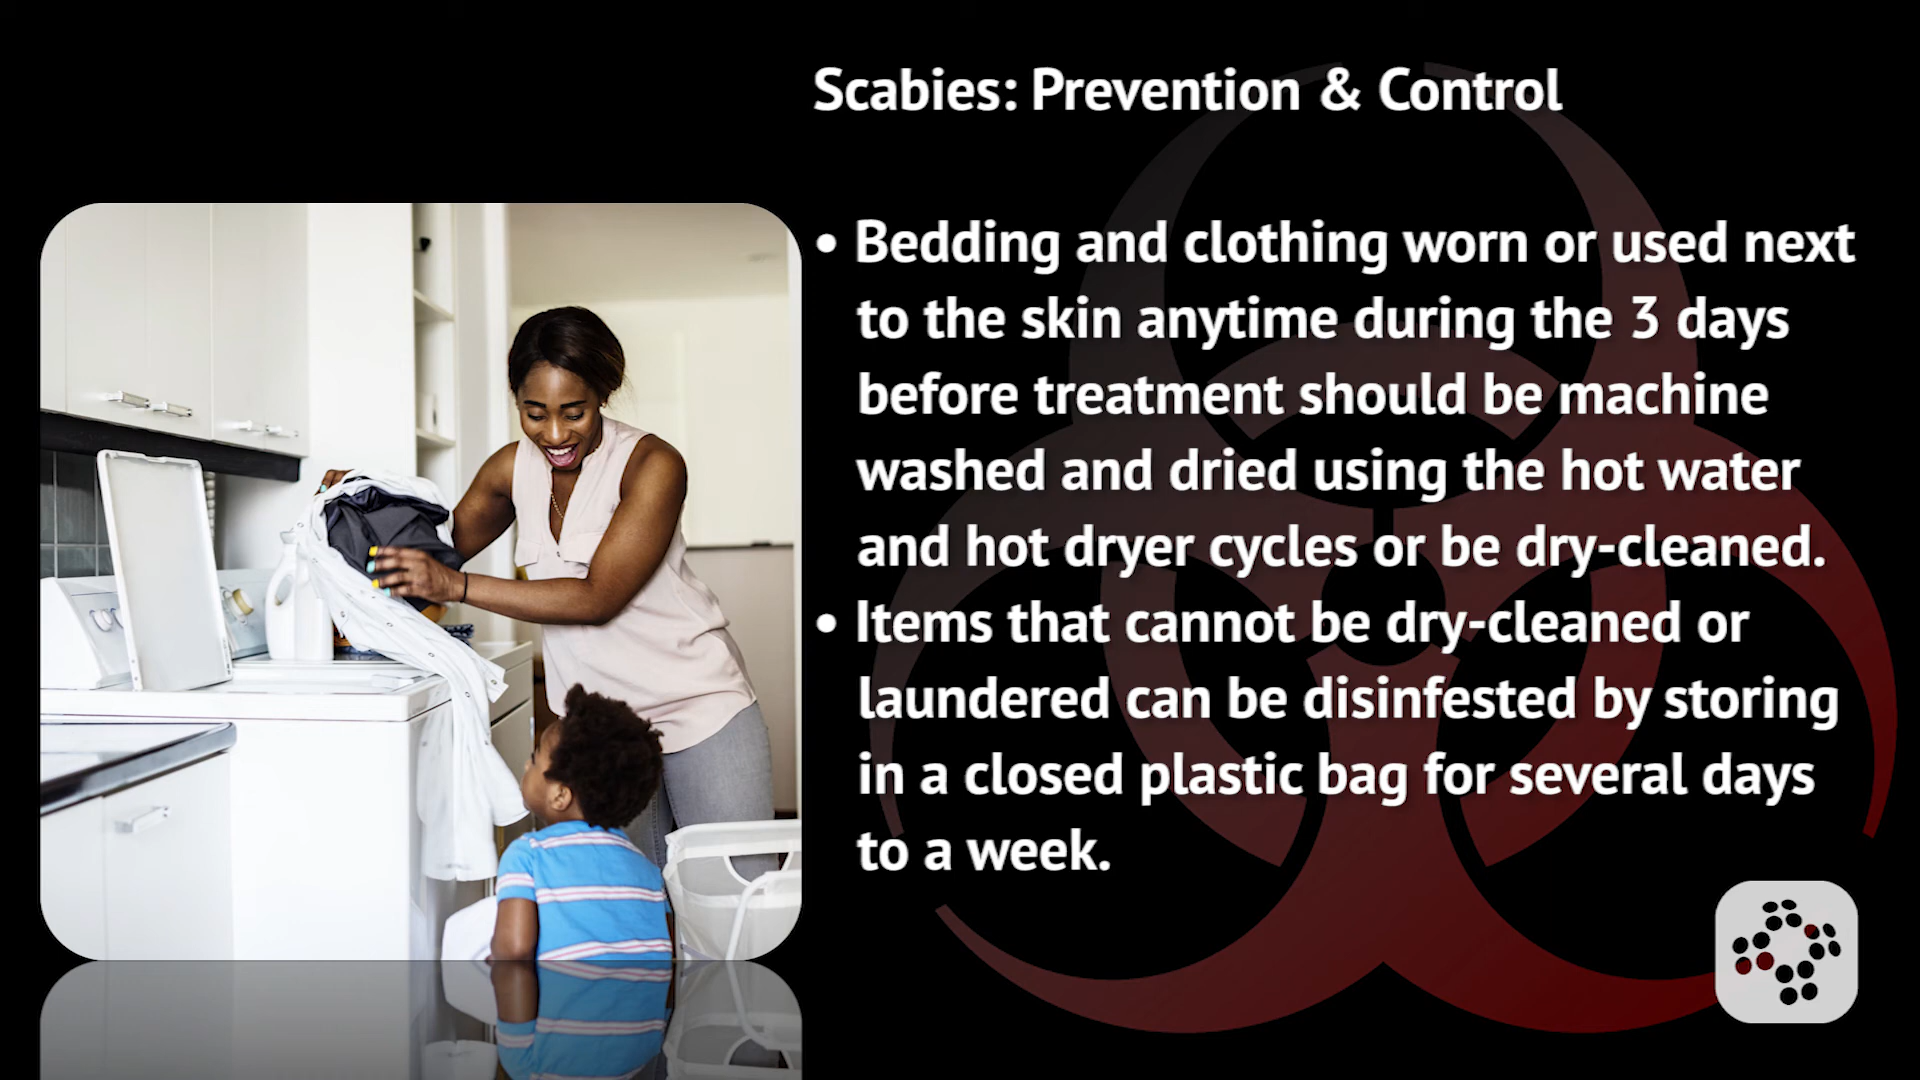 Scabies: Prevention & Control
• Bedding and clothing worn or used next
to the skin anytime during the 3 days
before treatment should be machine
washed and dried using the hot water
and hot dryer cycles or be dry-cleaned.
• Items that cannot be dry-cleaned or
laundered can be disinfested by storing
in a closed plastic bag for several days
to a week.